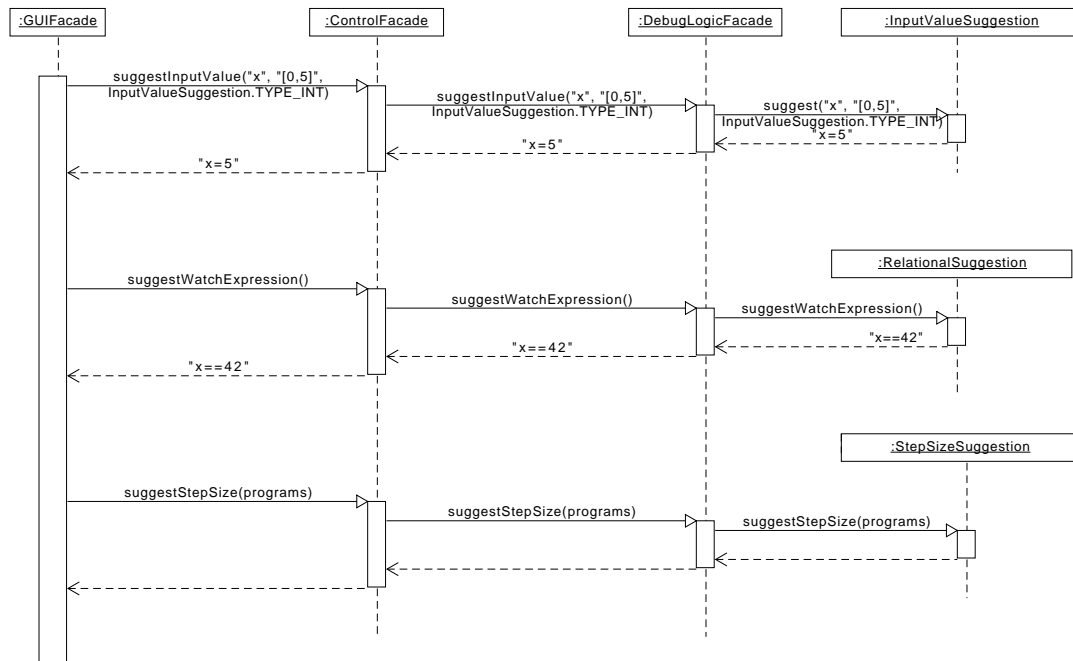 :GUIFacade
:ControlFacade
:DebugLogicFacade
:InputValueSuggestion
suggestInputValue("x", "[0,5]",
InputValueSuggestion.TYPE_INT)
suggestInputValue("x", "[0,5]",
InputValueSuggestion.TYPE_INT)
suggest("x", "[0,5]",
InputValueSuggestion.TYPE_INT)
"x=5"
"x=5"
"x=5"
:RelationalSuggestion
suggestWatchExpression()
suggestWatchExpression()
suggestWatchExpression()
"x==42"
"x==42"
"x==42"
:StepSizeSuggestion
suggestStepSize(programs)
suggestStepSize(programs)
suggestStepSize(programs)